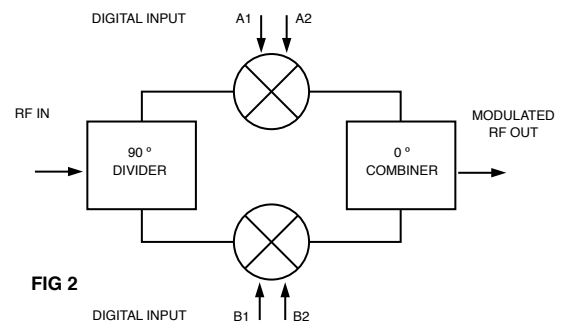 DIGITAL INPUT A1 A2
RF IN
90 º
DIVIDER
0 º
COMBINER
MODULATED
RF OUT
FIG 2
DIGITAL INPUT B1 B2